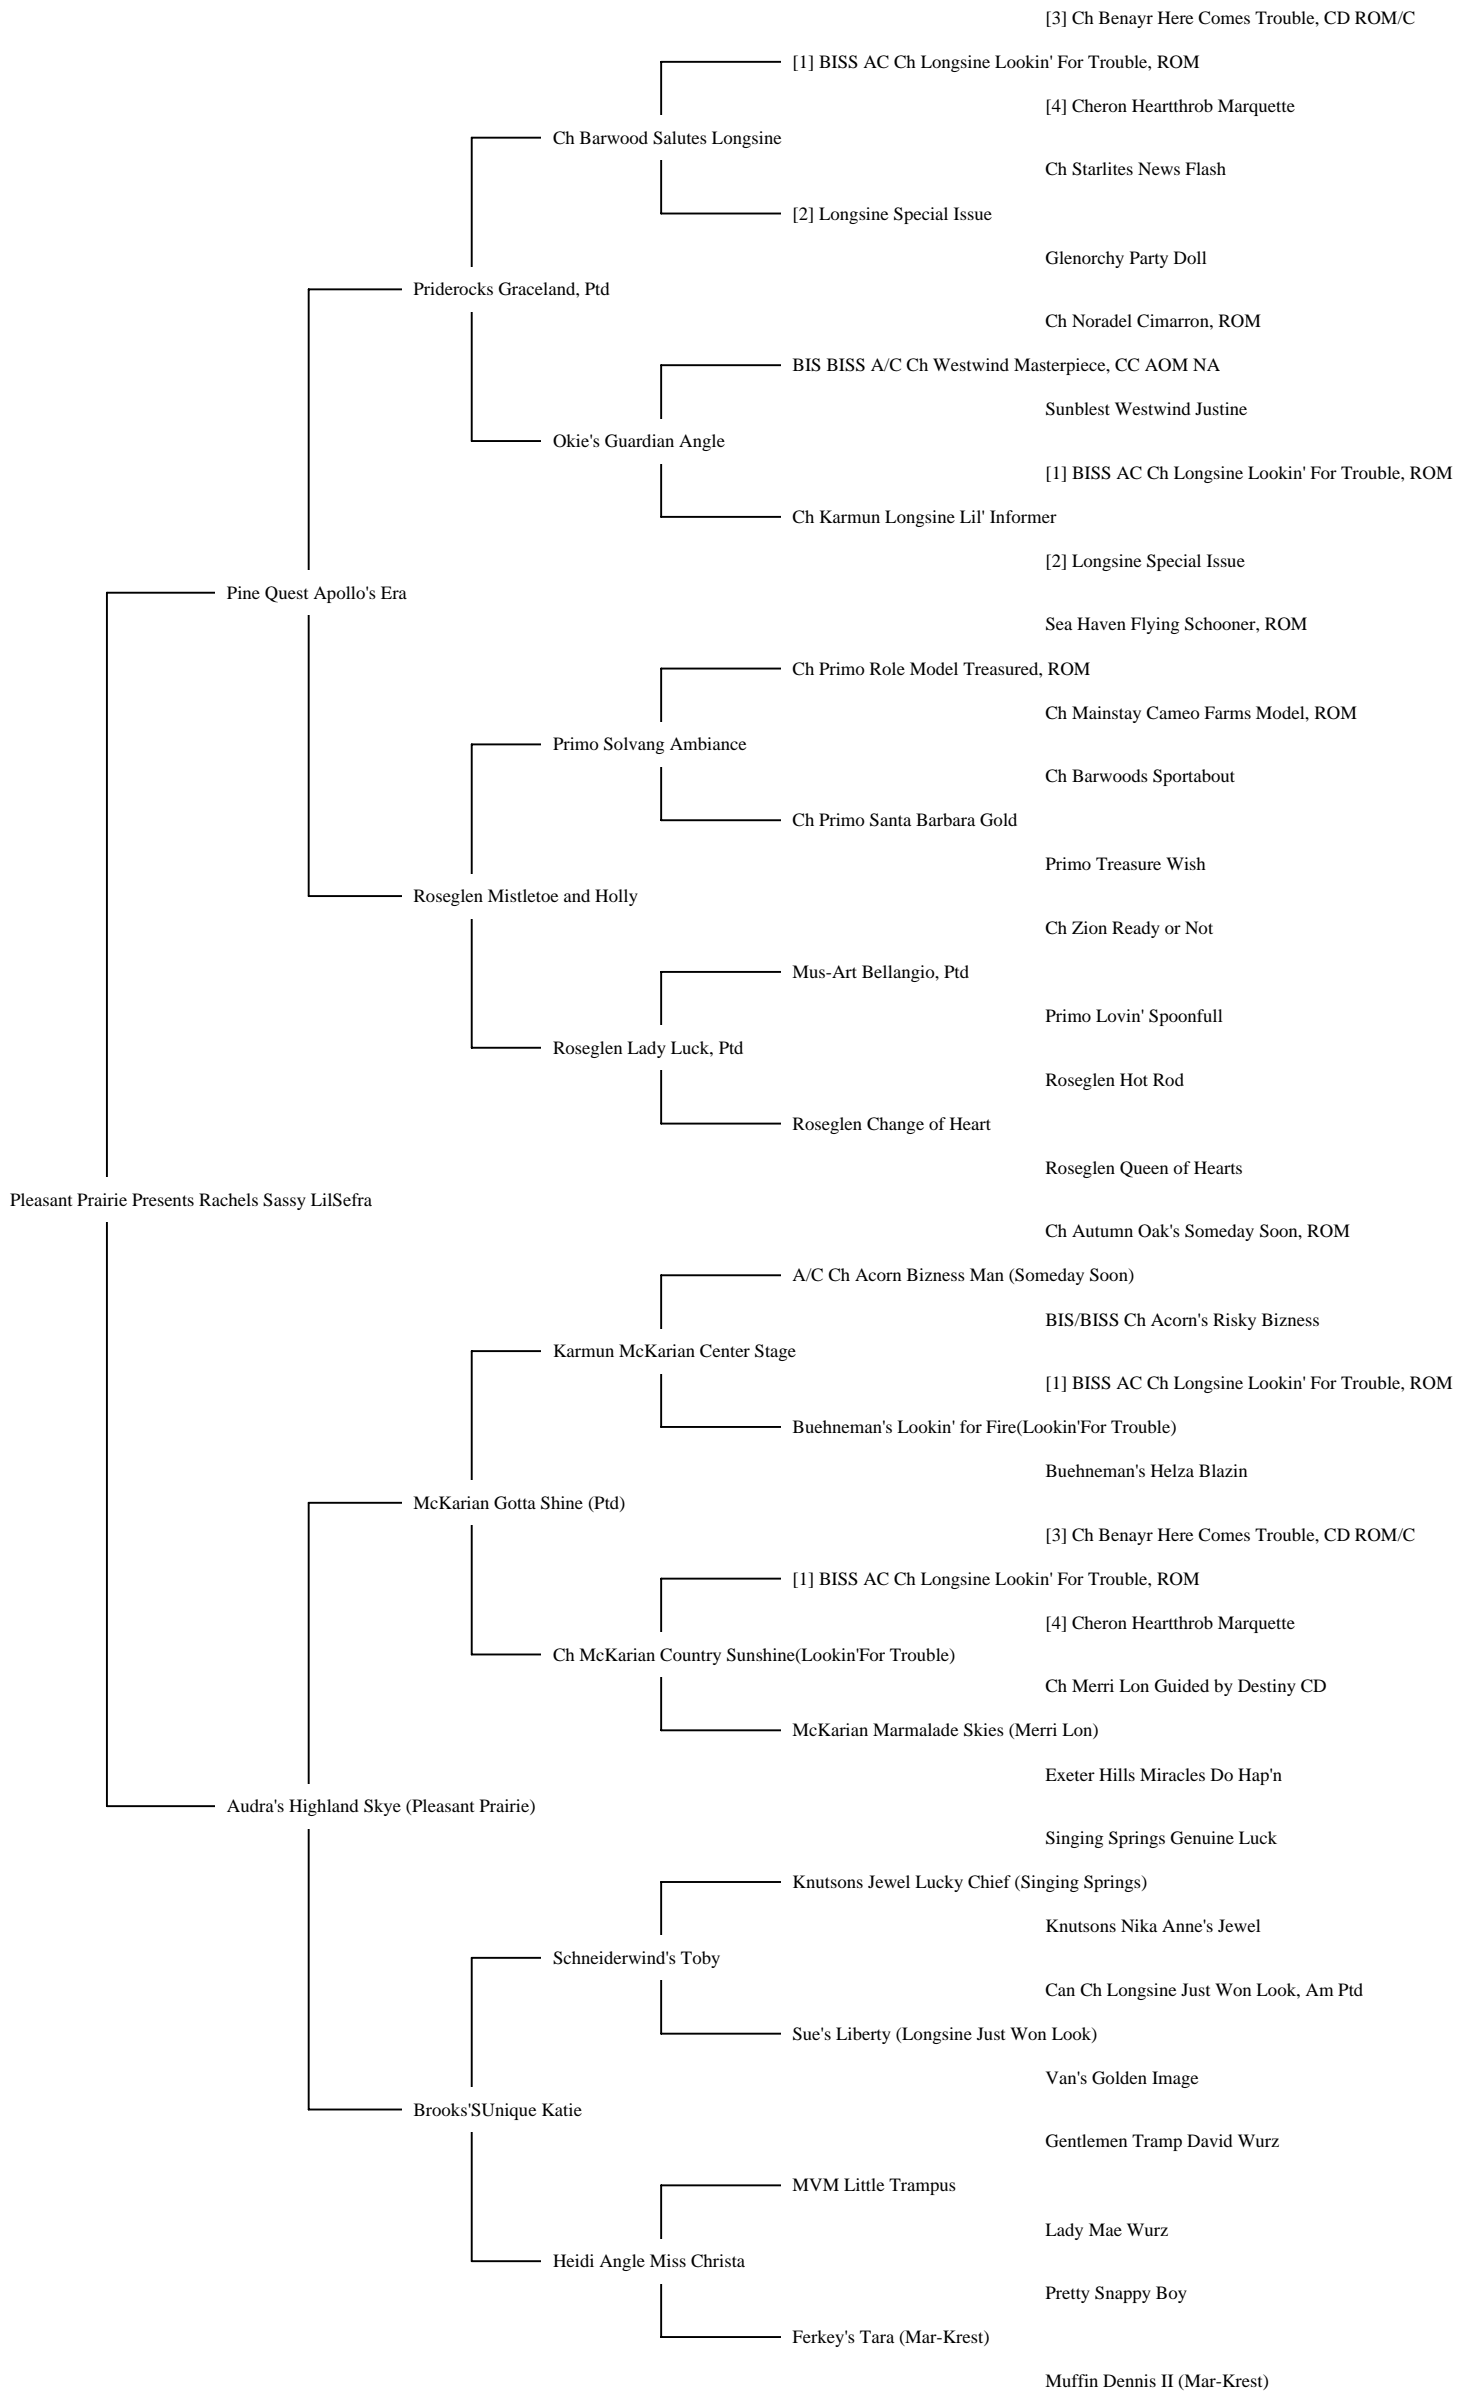 [3] Ch Benayr Here Comes Trouble, CD ROM/C
[1] BISS AC Ch Longsine Lookin' For Trouble, ROM
[4] Cheron Heartthrob Marquette
Ch Barwood Salutes Longsine
Ch Starlites News Flash
[2] Longsine Special Issue
Glenorchy Party Doll
Priderocks Graceland, Ptd
Ch Noradel Cimarron, ROM
BIS BISS A/C Ch Westwind Masterpiece, CC AOM NA
Sunblest Westwind Justine
Okie's Guardian Angle
[1] BISS AC Ch Longsine Lookin' For Trouble, ROM
Ch Karmun Longsine Lil' Informer
[2] Longsine Special Issue
Pine Quest Apollo's Era
Sea Haven Flying Schooner, ROM
Ch Primo Role Model Treasured, ROM
Ch Mainstay Cameo Farms Model, ROM
Primo Solvang Ambiance
Ch Barwoods Sportabout
Ch Primo Santa Barbara Gold
Primo Treasure Wish
Roseglen Mistletoe and Holly
Ch Zion Ready or Not
Mus-Art Bellangio, Ptd
Primo Lovin' Spoonfull
Roseglen Lady Luck, Ptd
Roseglen Hot Rod
Roseglen Change of Heart
Roseglen Queen of Hearts
Pleasant Prairie Presents Rachels Sassy LilSefra
Ch Autumn Oak's Someday Soon, ROM
A/C Ch Acorn Bizness Man (Someday Soon)
BIS/BISS Ch Acorn's Risky Bizness
Karmun McKarian Center Stage
[1] BISS AC Ch Longsine Lookin' For Trouble, ROM
Buehneman's Lookin' for Fire(Lookin'For Trouble)
Buehneman's Helza Blazin
McKarian Gotta Shine (Ptd)
[3] Ch Benayr Here Comes Trouble, CD ROM/C
[1] BISS AC Ch Longsine Lookin' For Trouble, ROM
[4] Cheron Heartthrob Marquette
Ch McKarian Country Sunshine(Lookin'For Trouble)
Ch Merri Lon Guided by Destiny CD
McKarian Marmalade Skies (Merri Lon)
Exeter Hills Miracles Do Hap'n
Audra's Highland Skye (Pleasant Prairie)
Singing Springs Genuine Luck
Knutsons Jewel Lucky Chief (Singing Springs)
Knutsons Nika Anne's Jewel
Schneiderwind's Toby
Can Ch Longsine Just Won Look, Am Ptd
Sue's Liberty (Longsine Just Won Look)
Van's Golden Image
Brooks'SUnique Katie
Gentlemen Tramp David Wurz
MVM Little Trampus
Lady Mae Wurz
Heidi Angle Miss Christa
Pretty Snappy Boy
Ferkey's Tara (Mar-Krest)
Muffin Dennis II (Mar-Krest)